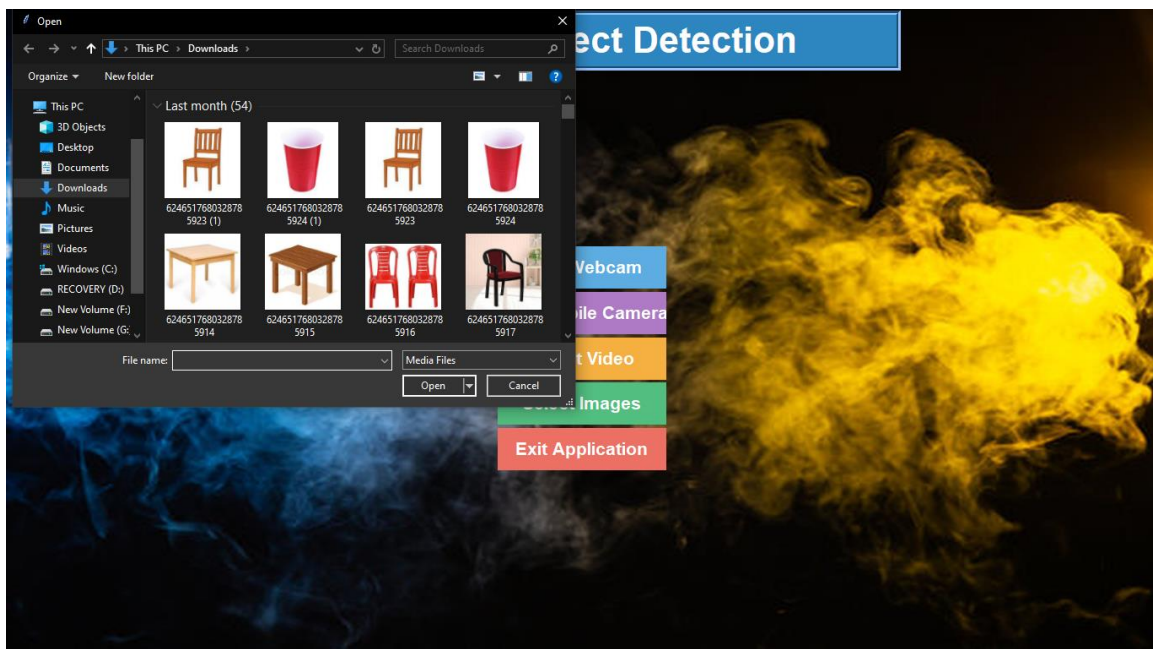 Open
This PC > Downloads >
Search Downloads
ect Detection
Organize
New folder
This PC
3D Objects
Desktop
Documents
Downloads
Music
Pictures
Videos
Windows (C:)
RECOVERY (D:)
New Volume (F:)
New Volume (G:
Last month (54)
624651768032878
5923 (1)
624651768032878
5924 (1)
624651768032878
5923
624651768032878
5924
624651768032878
5914
624651768032878
5915
624651768032878
5916
624651768032878
5917
File name:
Media Files
Open
Cancel
Webcam
ile Camera
t Video
Select Images
Exit Application